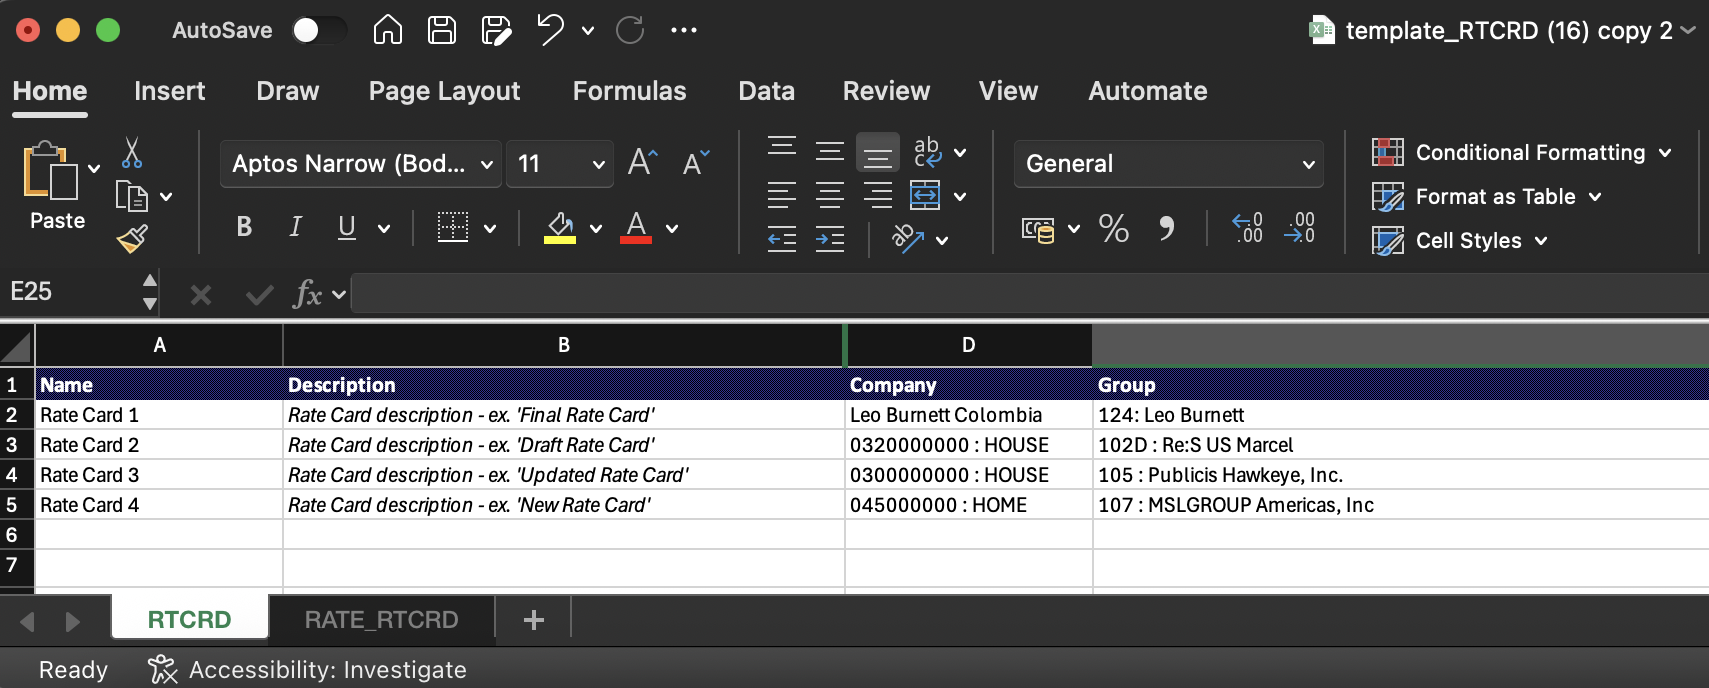 AutoSave
template_RTCRD (16) copy 2
Home Insert Draw Page Layout Formulas Data Review View Automate
Paste
Aptos Narrow (Bod... 11
General
Conditional Formatting
Format as Table
Cell Styles
E25
fx
A B D
1 Name Description Company Group
2 Rate Card 1 Rate Card description - ex. 'Final Rate Card' Leo Burnett Colombia 124: Leo Burnett
3 Rate Card 2 Rate Card description - ex. 'Draft Rate Card' 0320000000 : HOUSE 102D : Re:S US Marcel
4 Rate Card 3 Rate Card description - ex. 'Updated Rate Card' 0300000000 : HOUSE 105 : Publicis Hawkeye, Inc.
5 Rate Card 4 Rate Card description - ex. 'New Rate Card' 045000000 : HOME 107 : MSLGROUP Americas, Inc
6
7
RTCRD RATE_RTCRD +
Ready Accessibility: Investigate